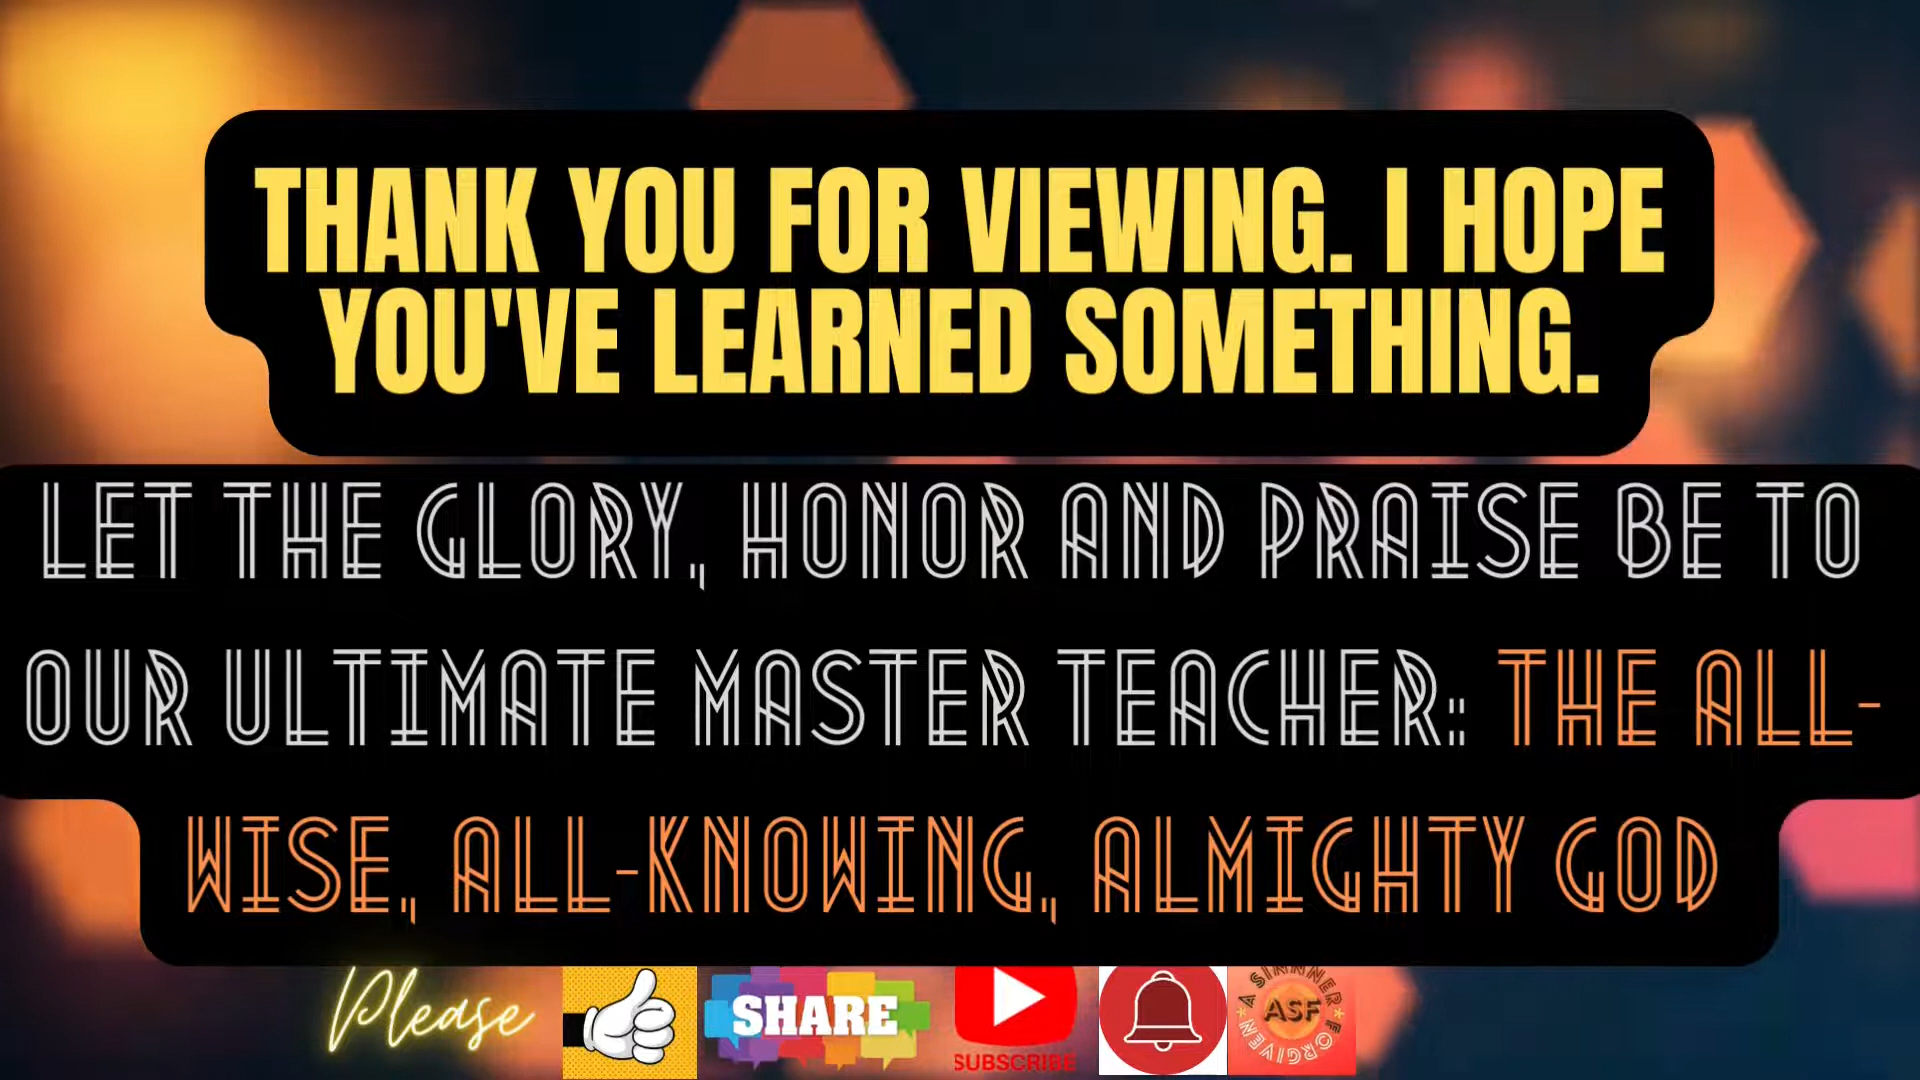 THANK YOU FOR VIEWING. I HOPE
YOU'VE LEARNED SOMETHING.
LET THE GLORY, HONOR AND PRAISE BE TO
OUR ULTIMATE MASTER TEACHER:: THE ALL-
WISE, ALL-KNOWING, ALMIGHTY GOD
Please
SHARE
SUBSCRIBE
A SINNNER FORGIVEN
ASF